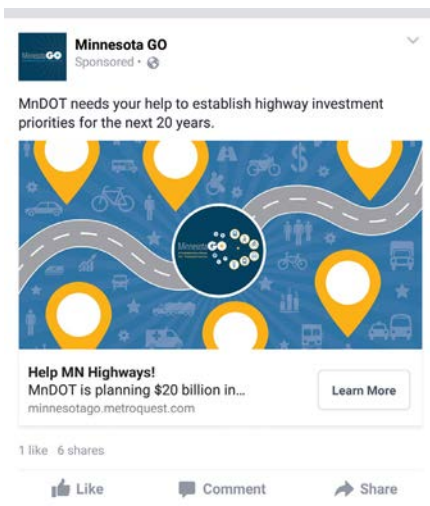 Minnesota GO
Sponsored •
MnDOT needs your help to establish highway investment
priorities for the next 20 years.
Minnesota GO
Help MN Highways!
MnDOT is planning $20 billion in...
minnesotago.metroquest.com
Learn More
1 like 6 shares
Like Comment Share